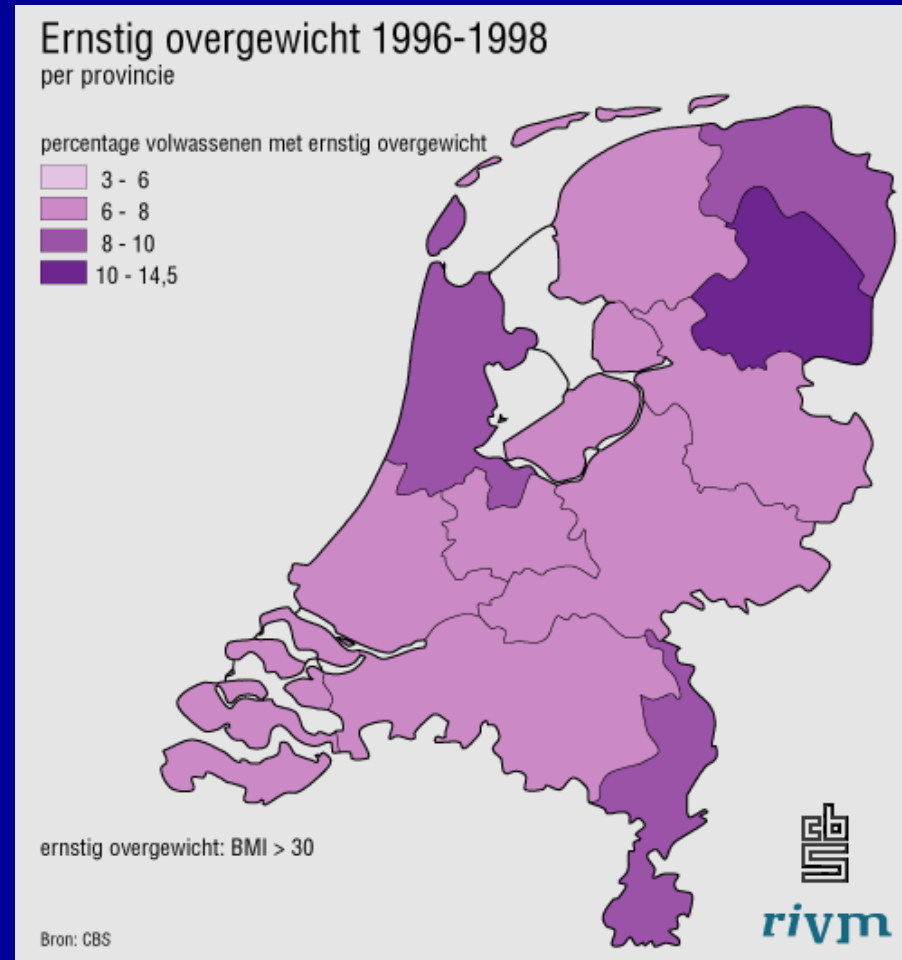 Ernstig overgewicht 1996-1998
per provincie
percentage volwassenen met ernstig overgewicht
3 - 6
6 - 8
8 - 10
10 - 14,5
ernstig overgewicht: BMI > 30
Bron: CBS
cbs
rivm